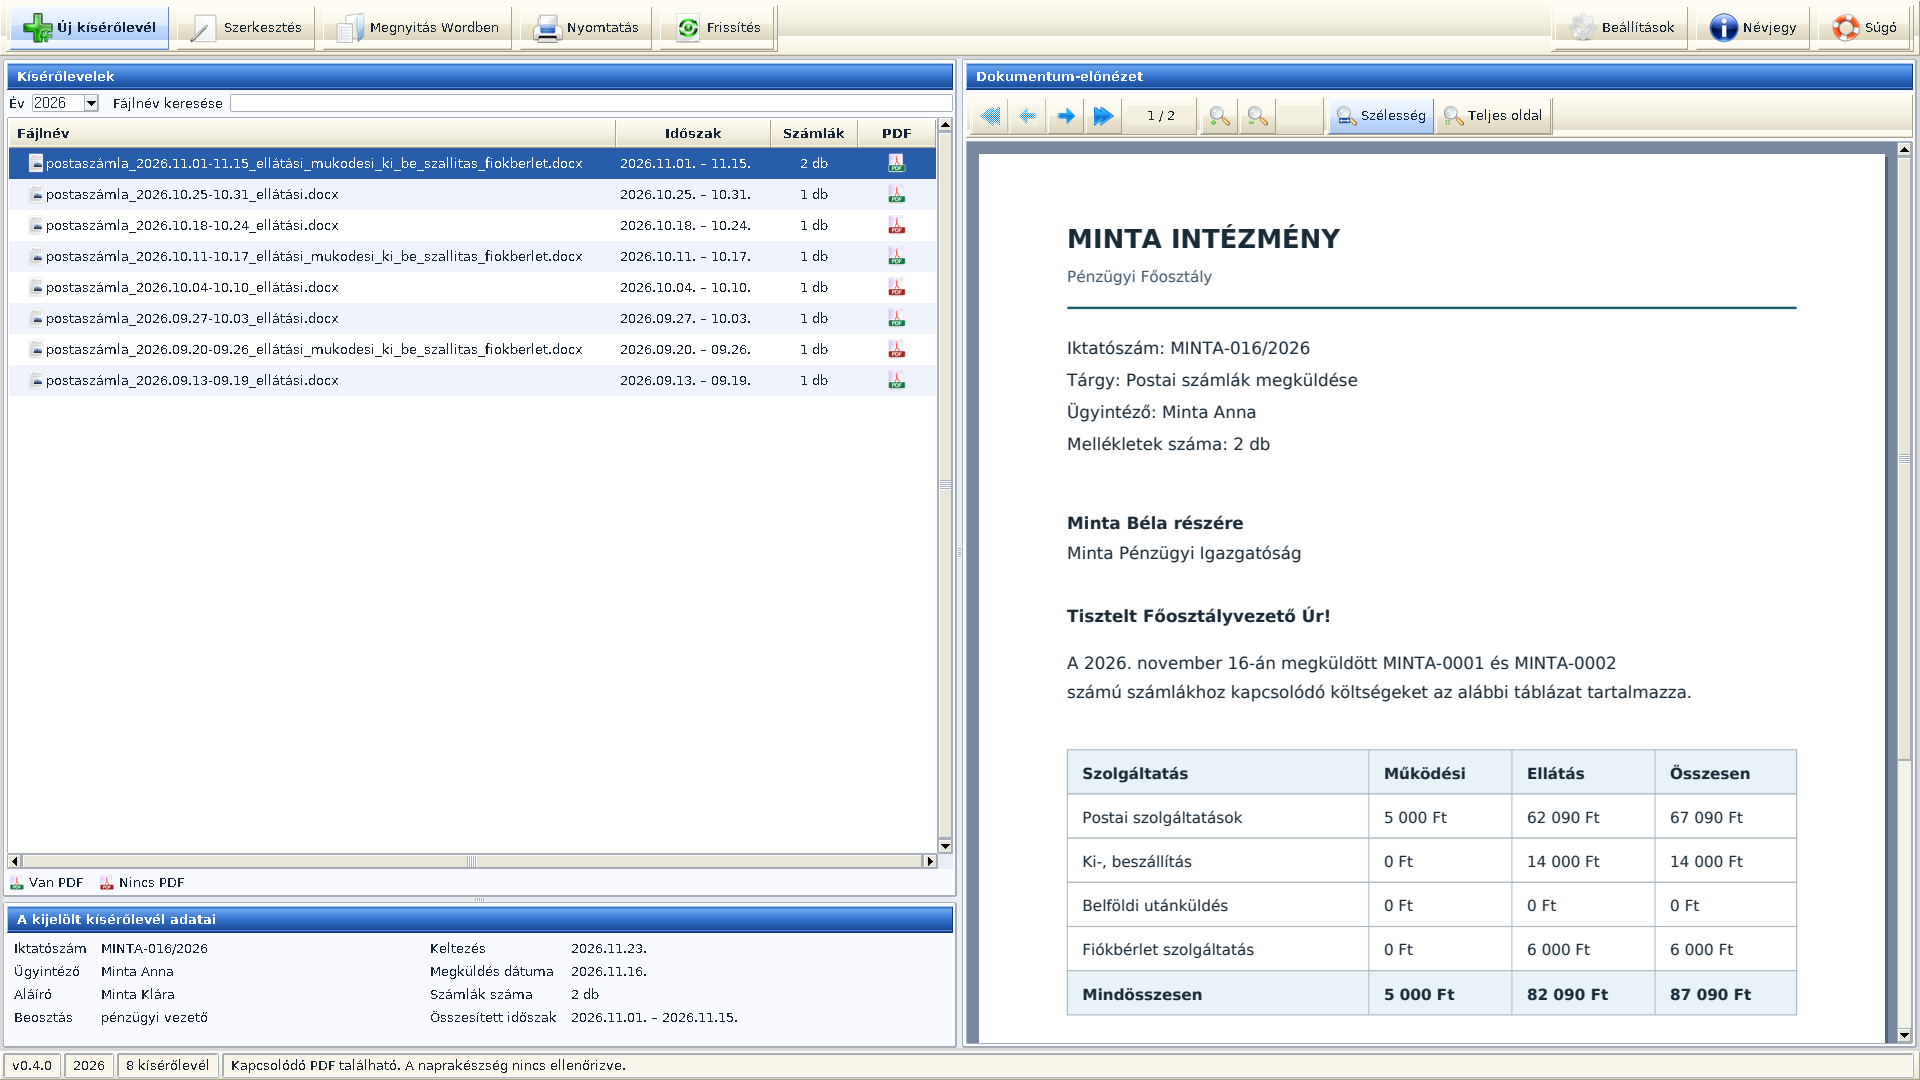 Új kísérőlevél Szerkesztés Megnyitás Wordben Nyomtatás Frissítés Beállítások Névjegy Súgó
Kísérőlevelek
Év 2026 Fájlnév keresése
Fájlnév Időszak Számlák PDF
postaszámla_2026.11.01-11.15_ellátási_mukodesi_ki_be_szallitas_fiokberlet.docx 2026.11.01. – 11.15. 2 db
postaszámla_2026.10.25-10.31_ellátási.docx 2026.10.25. – 10.31. 1 db
postaszámla_2026.10.18-10.24_ellátási.docx 2026.10.18. – 10.24. 1 db
postaszámla_2026.10.11-10.17_ellátási_mukodesi_ki_be_szallitas_fiokberlet.docx 2026.10.11. – 10.17. 1 db
postaszámla_2026.10.04-10.10_ellátási.docx 2026.10.04. – 10.10. 1 db
postaszámla_2026.09.27-10.03_ellátási.docx 2026.09.27. – 10.03. 1 db
postaszámla_2026.09.20-09.26_ellátási_mukodesi_ki_be_szallitas_fiokberlet.docx 2026.09.20. – 09.26. 1 db
postaszámla_2026.09.13-09.19_ellátási.docx 2026.09.13. – 09.19. 1 db
Van PDF Nincs PDF
A kijelölt kísérőlevél adatai
Iktatószám MINTA-016/2026 Keltezés 2026.11.23.
Ügyintéző Minta Anna Megküldés dátuma 2026.11.16.
Aláíró Minta Klára Számlák száma 2 db
Beosztás pénzügyi vezető Összesített időszak 2026.11.01. – 2026.11.15.
Dokumentum-előnézet
1 / 2 Szélesség Teljes oldal
MINTA INTÉZMÉNY
Pénzügyi Főosztály
Iktatószám: MINTA-016/2026
Tárgy: Postai számlák megküldése
Ügyintéző: Minta Anna
Mellékletek száma: 2 db
Minta Béla részére
Minta Pénzügyi Igazgatóság
Tisztelt Főosztályvezető Úr!
A 2026. november 16-án megküldött MINTA-0001 és MINTA-0002
számú számlákhoz kapcsolódó költségeket az alábbi táblázat tartalmazza.
Szolgáltatás Működési Ellátás Összesen
Postai szolgáltatások 5 000 Ft 62 090 Ft 67 090 Ft
Ki-, beszállítás 0 Ft 14 000 Ft 14 000 Ft
Belföldi utánküldés 0 Ft 0 Ft 0 Ft
Fiókbérlet szolgáltatás 0 Ft 6 000 Ft 6 000 Ft
Mindösszesen 5 000 Ft 82 090 Ft 87 090 Ft
v0.4.0 2026 8 kísérőlevél Kapcsolódó PDF található. A naprakészség nincs ellenőrizve.